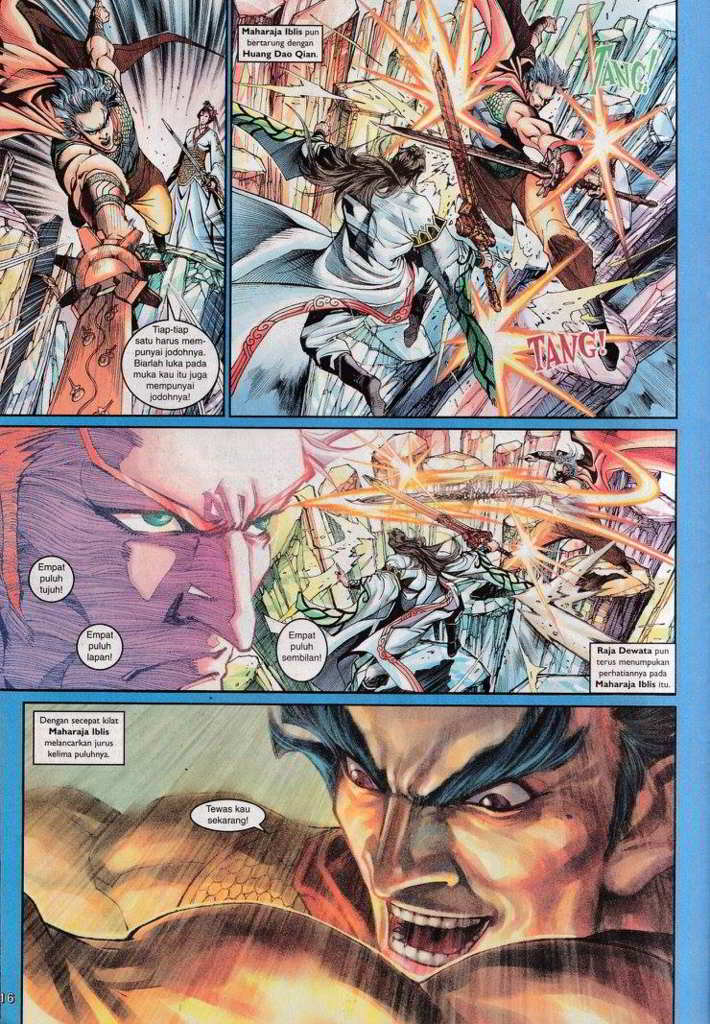 Tiap-tiap
satu harus mem-
punyai jodohnya.
Biarlah luka pada
muka kau itu juga
mempunyai
jodohnya!
Maharaja Iblis pun
bertarung dengan
Huang Dao Qian.
TANG!
TANG!
Empat
puluh
tujuh!
Empat
puluh
lapan!
Empat
puluh
sembilan!
Raja Dewata pun
terus menumpukan
perhatiannya pada
Maharaja Iblis itu.
Dengan secepat kilat
Maharaja Iblis
melancarkan jurus
kelima puluhnya.
Tewas kau
sekarang!
16